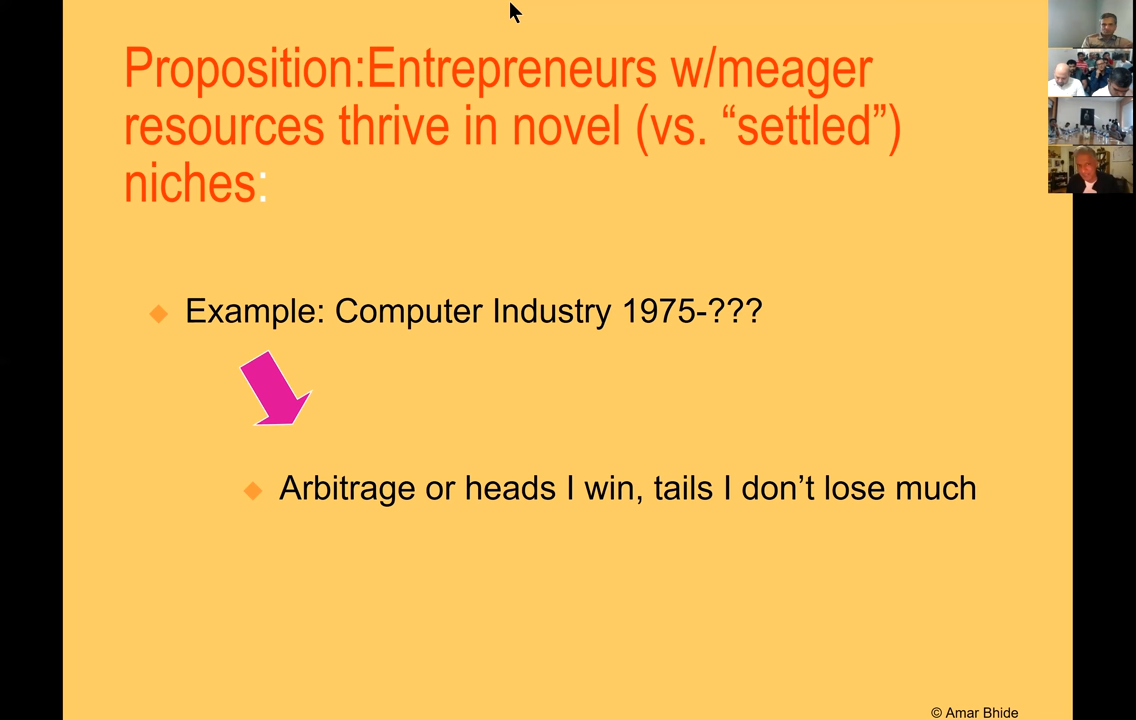 Proposition:Entrepreneurs w/meager
resources thrive in novel (vs. “settled”)
niches:
Example: Computer Industry 1975-???
Arbitrage or heads I win, tails I don’t lose much
© Amar Bhide